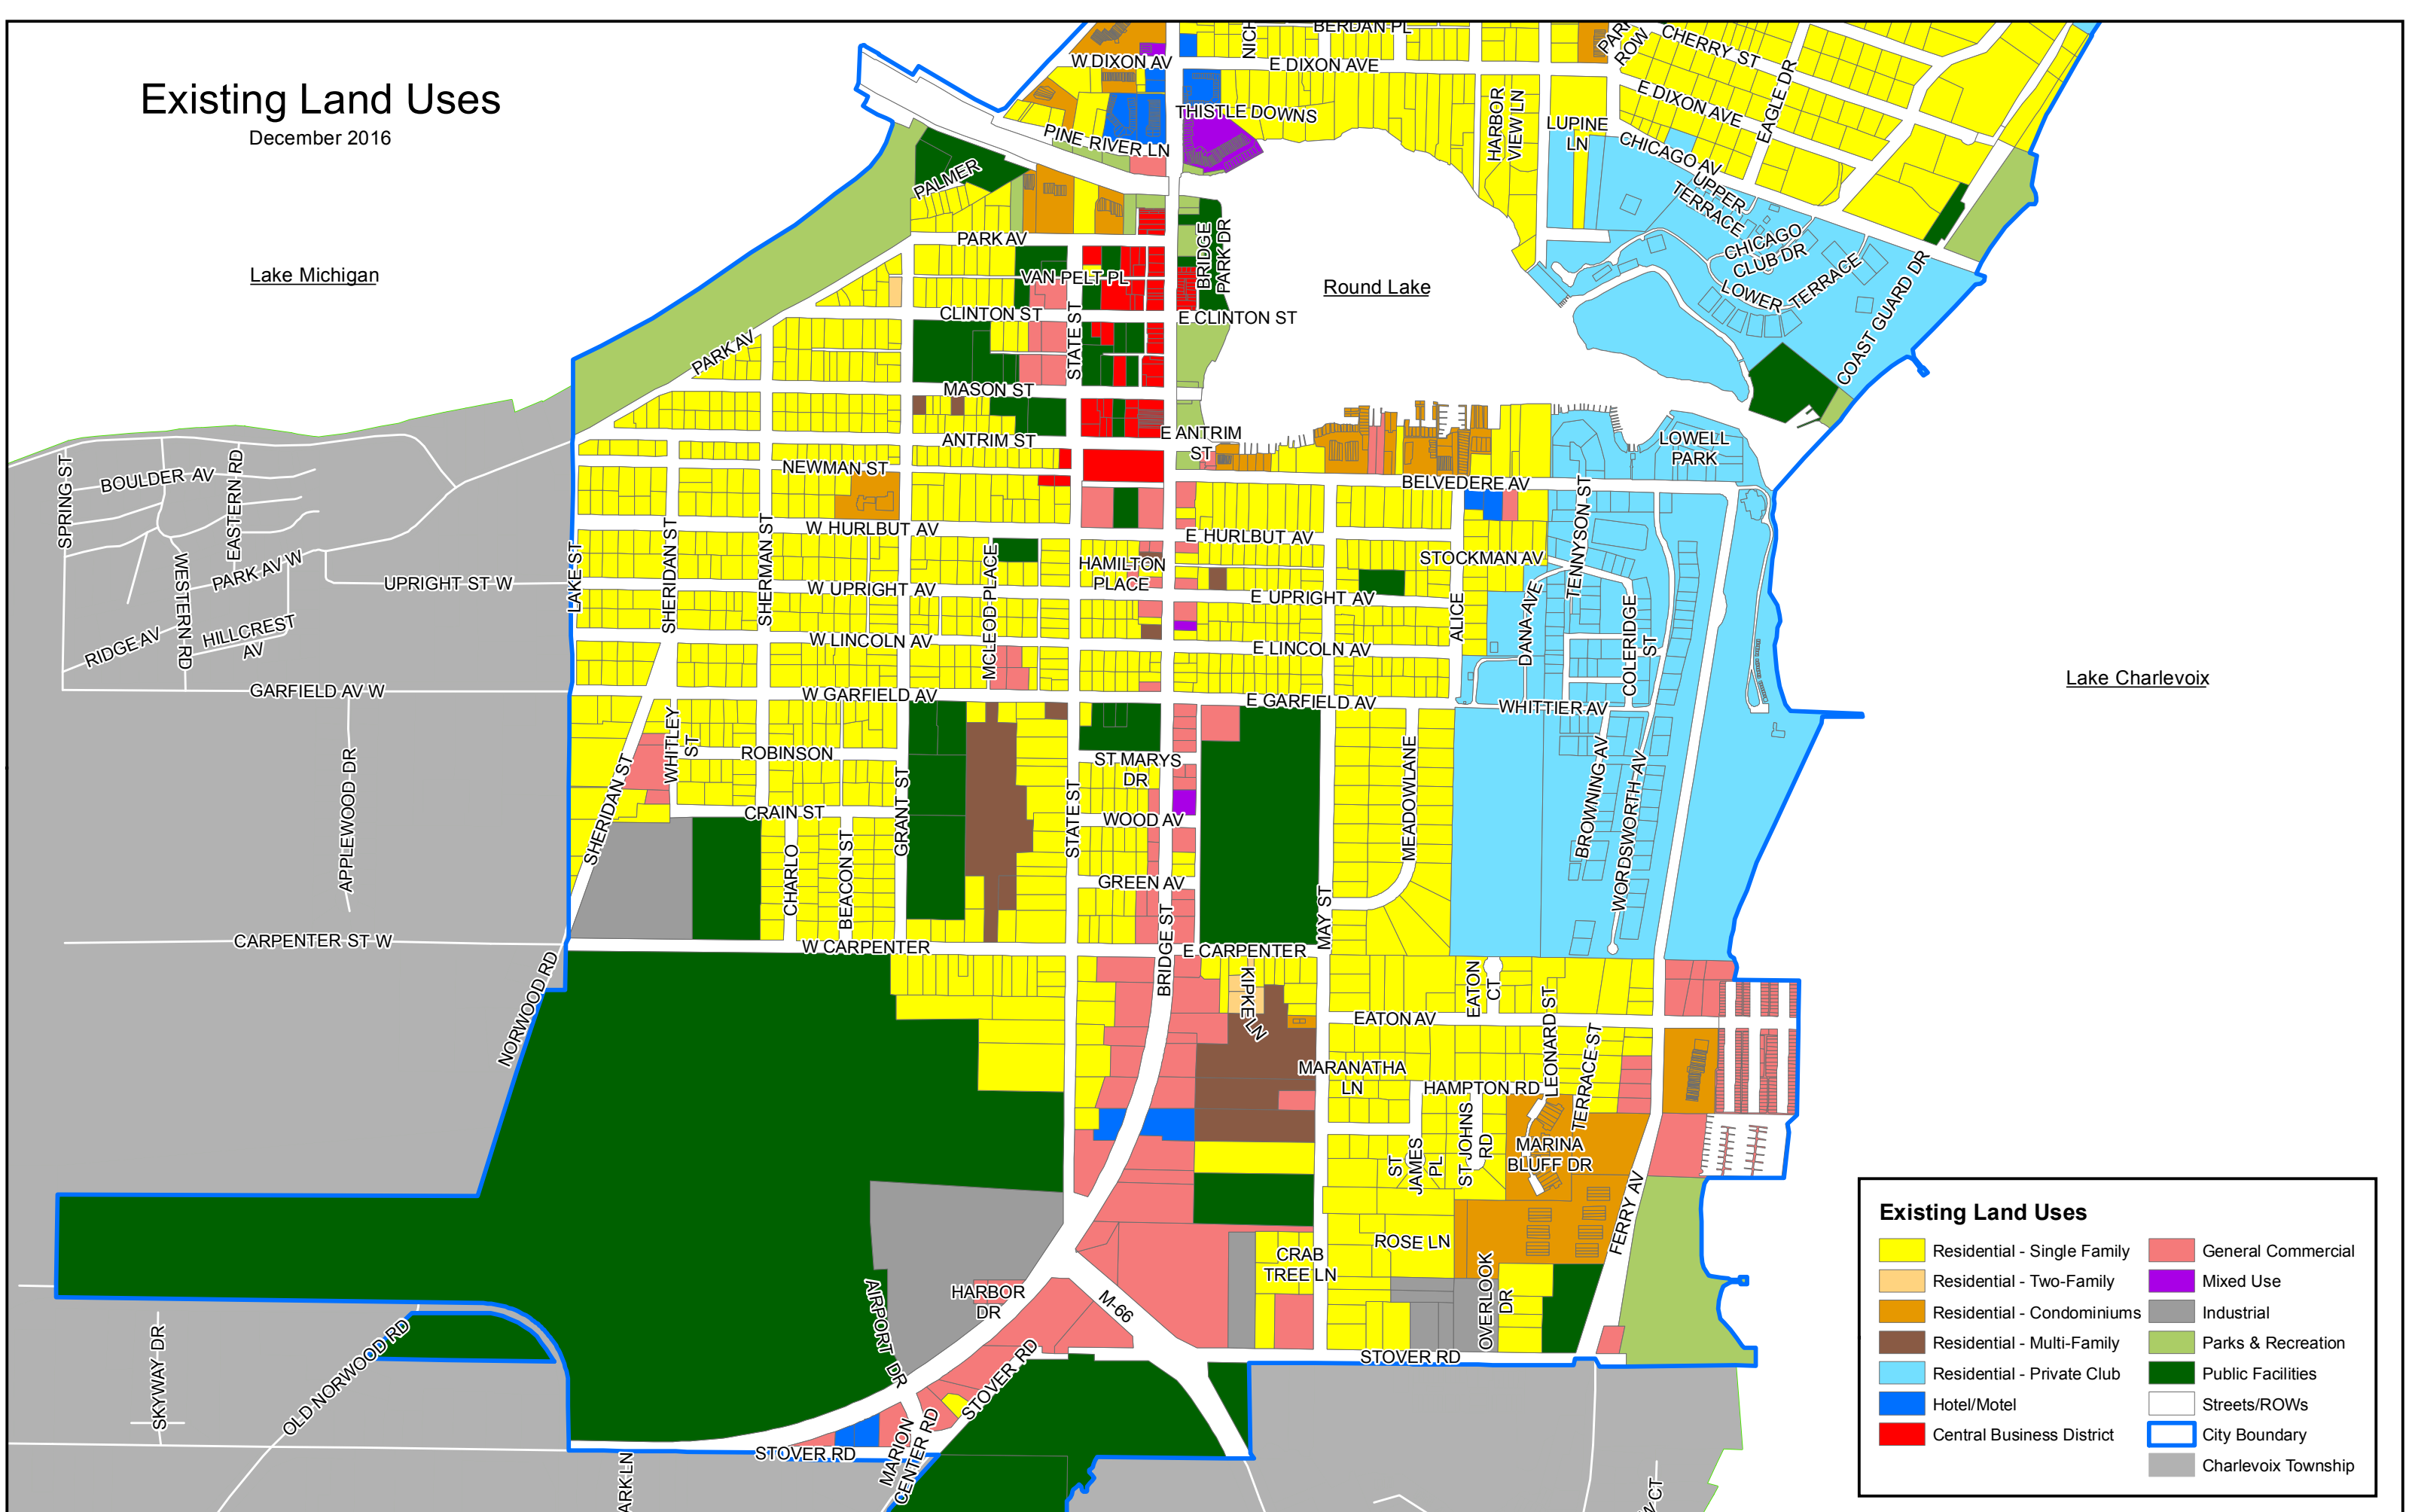 Existing Land Uses
December 2016
BERDAN PL
NICH
PARK
ROW
CHERRY ST
W DIXON AV
E DIXON AVE
E DIXON AVE
EAGLE DR
THISTLE DOWNS
HARBOR
VIEW LN
LUPINE
LN
CHICAGO AV
PINE RIVER LN
PALMER
UPPER
TERRACE
CHICAGO
CLUB DR
LOWER
TERRACE
COAST GUARD DR
PARK AV
BRIDGE
PARK DR
Lake Michigan
VAN PELT PL
Round Lake
CLINTON ST
STATE ST
E CLINTON ST
PARK AV
MASON ST
ANTRIM ST
E ANTRIM
ST
LOWELL
PARK
SPRING ST
BOULDER AV
EASTERN RD
NEWMAN ST
BELVEDERE AV
TENNYSON ST
W HURLBUT AV
E HURLBUT AV
STOCKMAN AV
LAKE ST
SHERIDAN ST
SHERMAN ST
MCLEOD PLACE
HAMILTON
PLACE
WESTERN RD
PARK AV W
UPRIGHT ST W
W UPRIGHT AV
E UPRIGHT AV
ALICE
DANA AVE
COLERIDGE
ST
RIDGE AV
HILLCREST
AV
W LINCOLN AV
E LINCOLN AV
Lake Charlevoix
GARFIELD AV W
W GARFIELD AV
E GARFIELD AV
WHITTIER AV
WHITLEY
ST
ROBINSON
ST MARYS
DR
APPLEWOOD DR
SHERIDAN ST
CRAIN ST
GRANT ST
STATE ST
WOOD AV
MEADOWLANE
BROWNING AV
WORDSWORTH AV
CHARLO
BEACON ST
GREEN AV
BRIDGE ST
MAY ST
CARPENTER ST W
W CARPENTER
E CARPENTER
NORWOOD RD
KIPKE LN
EATON
CT
EATON AV
LEONARD ST
TERRACE ST
MARANATHA
LN
HAMPTON RD
ST
JAMES
PL
ST JOHNS
RD
MARINA
BLUFF DR
FERRY AV
CRAB
TREE LN
ROSE LN
OVERLOOK
DR
AIRPORT DR
HARBOR
DR
M-66
STOVER RD
STOVER RD
SKYWAY DR
OLD NORWOOD RD
STOVER RD
MARION
CENTER RD
ARK LN
CT
Existing Land Uses
Residential - Single Family
Residential - Two-Family
Residential - Condominiums
Residential - Multi-Family
Residential - Private Club
Hotel/Motel
Central Business District
General Commercial
Mixed Use
Industrial
Parks & Recreation
Public Facilities
Streets/ROWs
City Boundary
Charlevoix Township